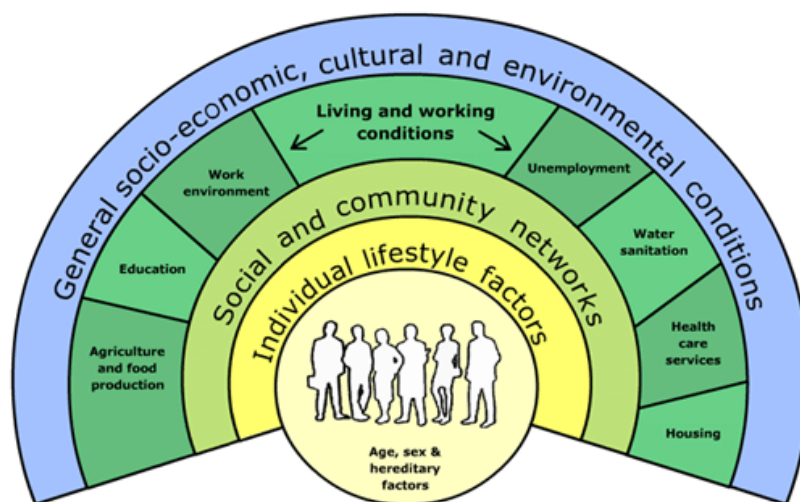 General socio-economic, cultural and environmental conditions
Living and working
conditions
Work
environment
Unemployment
Education
Water
sanitation
Agriculture
and food
production
Health
care
services
Housing
Social and community networks
Individual lifestyle factors
Age, sex &
hereditary
factors